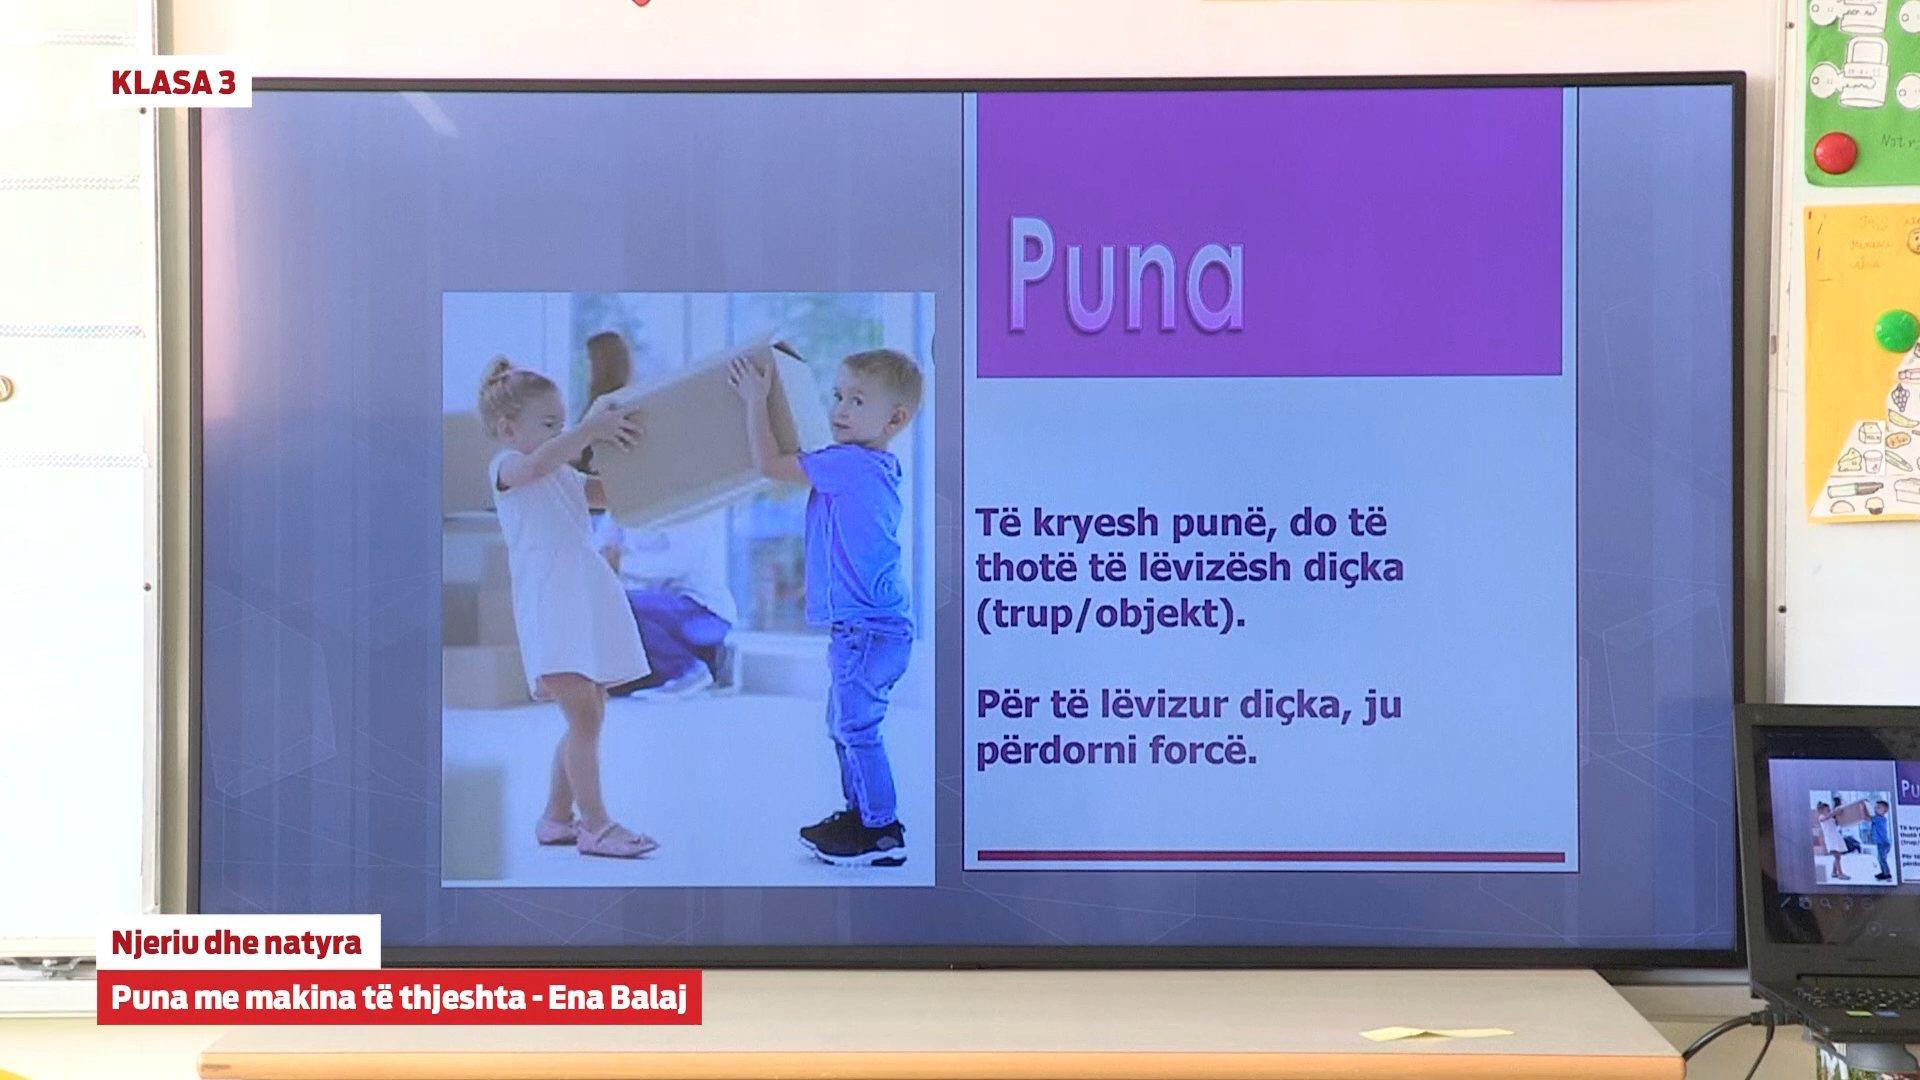 KLASA 3
Puna
Të kryesh punë, do të
thotë të lëvizësh diçka
(trup/objekt).
Për të lëvizur diçka, ju
përdorni forcë.
Njeriu dhe natyra
Puna me makina të thjeshta - Ena Balaj